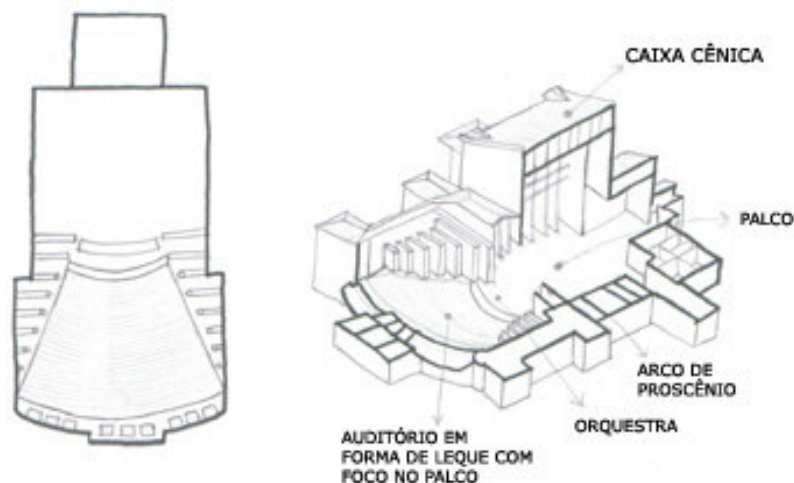 CAIXA CÊNICA
PALCO
ARCO DE
PROSCÊNIO
ORQUESTRA
AUDITÓRIO EM
FORMA DE LEQUE COM
FOCO NO PALCO